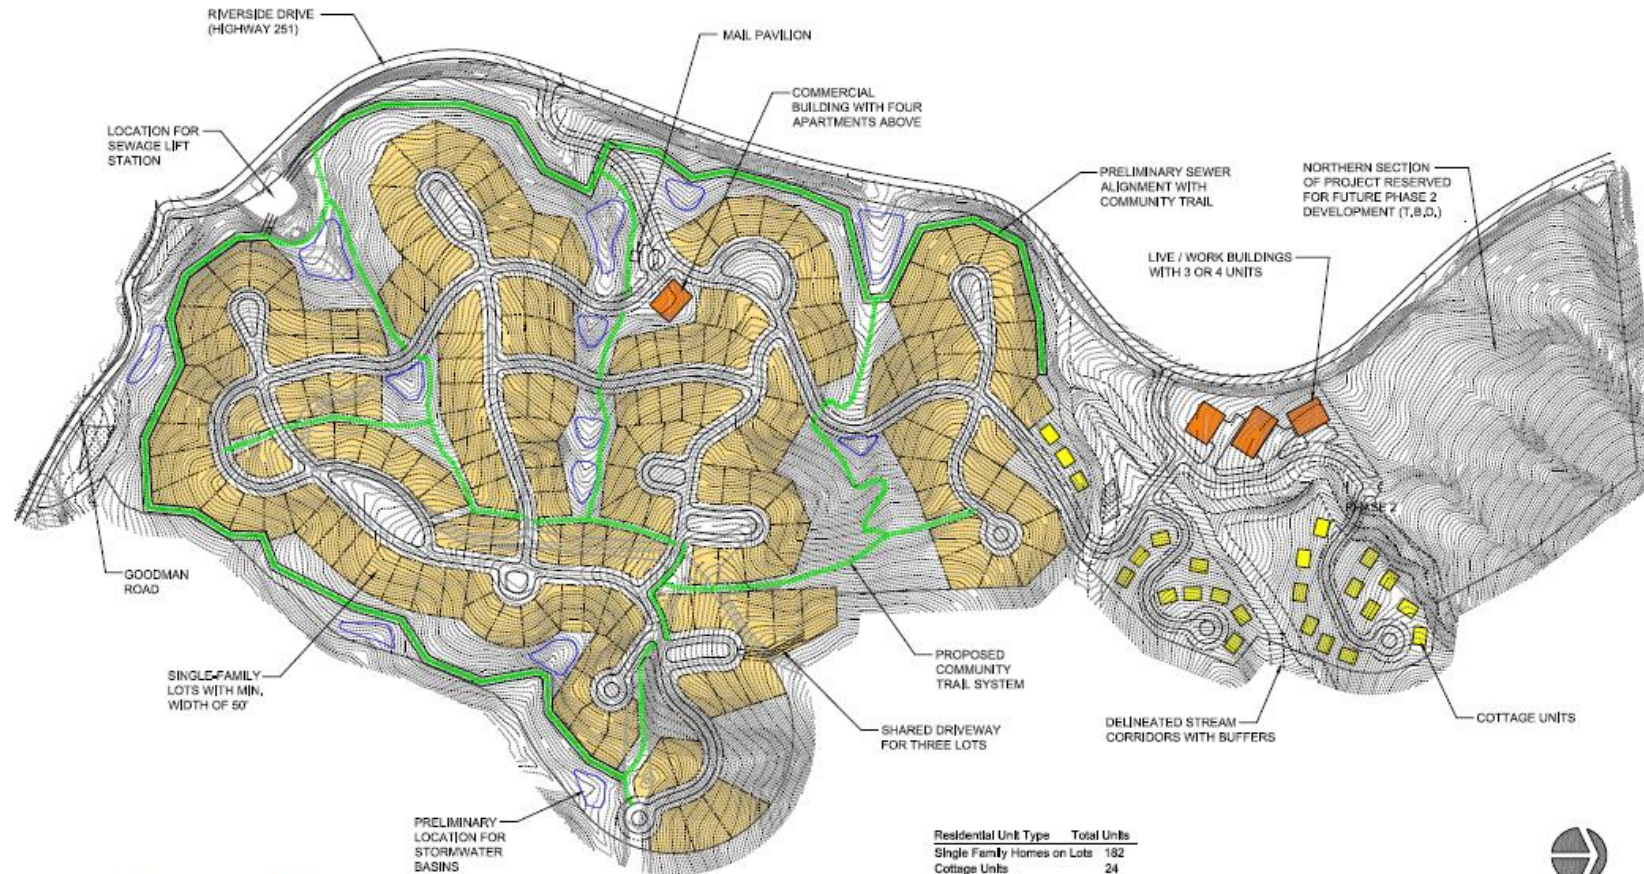 RIVERSIDE DRIVE
(HIGHWAY 251)
MAIL PAVILION
COMMERCIAL
BUILDING WITH FOUR
APARTMENTS ABOVE
LOCATION FOR
SEWAGE LIFT
STATION
PRELIMINARY SEWER
ALIGNMENT WITH
COMMUNITY TRAIL
NORTHERN SECTION
OF PROJECT RESERVED
FOR FUTURE PHASE 2
DEVELOPMENT (T.B.D.)
LIVE / WORK BUILDINGS
WITH 3 OR 4 UNITS
PHASE 2
GOODMAN
ROAD
SINGLE-FAMILY
LOTS WITH MIN.
WIDTH OF 50'
PROPOSED
COMMUNITY
TRAIL SYSTEM
SHARED DRIVEWAY
FOR THREE LOTS
DELINEATED STREAM
CORRIDORS WITH BUFFERS
COTTAGE UNITS
PRELIMINARY
LOCATION FOR
STORMWATER
BASINS
Residential Unit Type Total Units
Single Family Homes on Lots 182
Cottage Units 24